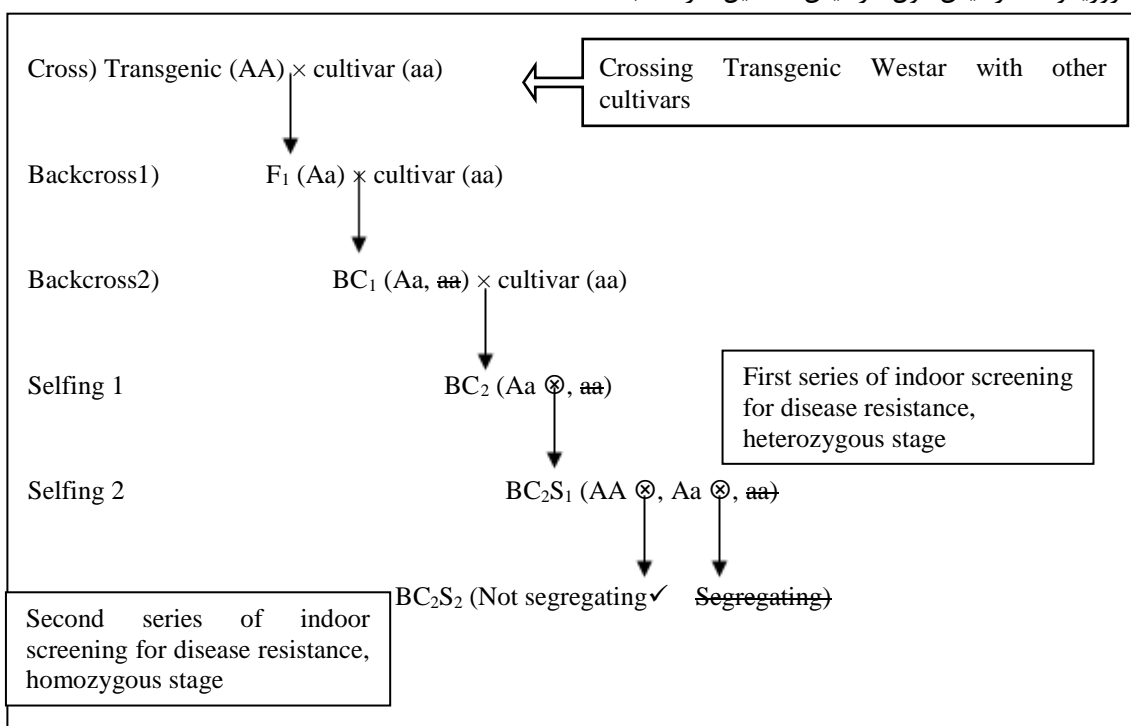 Cross) Transgenic (AA) × cultivar (aa)
Crossing Transgenic Westar with other
cultivars
Backcross1) F₁ (Aa) × cultivar (aa)
Backcross2) BC₁ (Aa, aa) × cultivar (aa)
Selfing 1 BC₂ (Aa ⊗, aa)
First series of indoor screening
for disease resistance,
heterozygous stage
Selfing 2 BC₂S₁ (AA ⊗, Aa ⊗, aa)
BC₂S₂ (Not segregating✓ Segregating)
Second series of indoor
screening for disease resistance,
homozygous stage